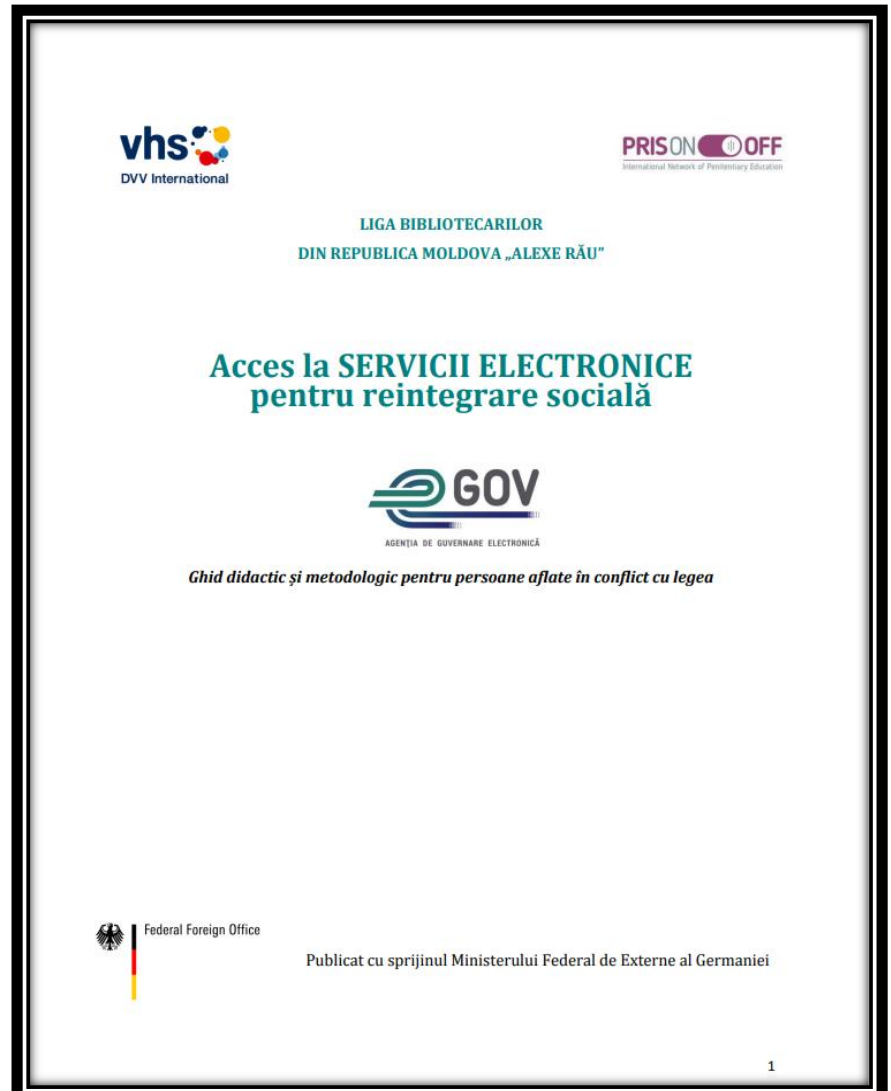 vhs
DVV International
PRISON OFF
International Network of Penitentiary Education
LIGA BIBLIOTECARILOR
DIN REPUBLICA MOLDOVA „ALEXE RĂU”
Acces la SERVICII ELECTRONICE
pentru reintegrare socială
GOV
AGENȚIA DE GUVERNARE ELECTRONICĂ
Ghid didactic și metodologic pentru persoane aflate în conflict cu legea
Federal Foreign Office
Publicat cu sprijinul Ministerului Federal de Externe al Germaniei
1